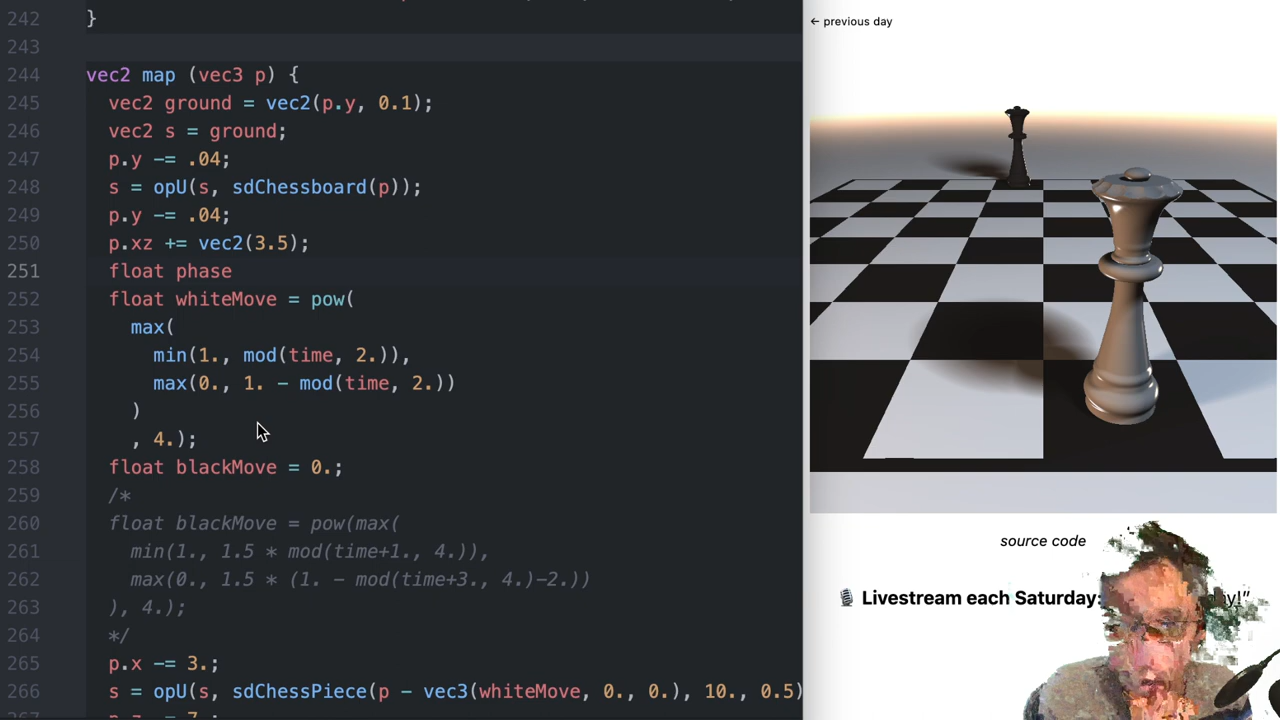 242 }
243
244 vec2 map (vec3 p) {
245 vec2 ground = vec2(p.y, 0.1);
246 vec2 s = ground;
247 p.y -= .04;
248 s = opU(s, sdChessboard(p));
249 p.y -= .04;
250 p.xz += vec2(3.5);
251 float phase
252 float whiteMove = pow(
253 max(
254 min(1., mod(time, 2.)),
255 max(0., 1. - mod(time, 2.))
256 )
257 , 4.);
258 float blackMove = 0.;
259 /*
260 float blackMove = pow(max(
261 min(1., 1.5 * mod(time+1., 4.)),
262 max(0., 1.5 * (1. - mod(time+3., 4.)-2.))
263 ), 4.);
264 */
265 p.x -= 3.;
266 s = opU(s, sdChessPiece(p - vec3(whiteMove, 0., 0.), 10., 0.5)
← previous day
source code
🎙 Livestream each Saturday: